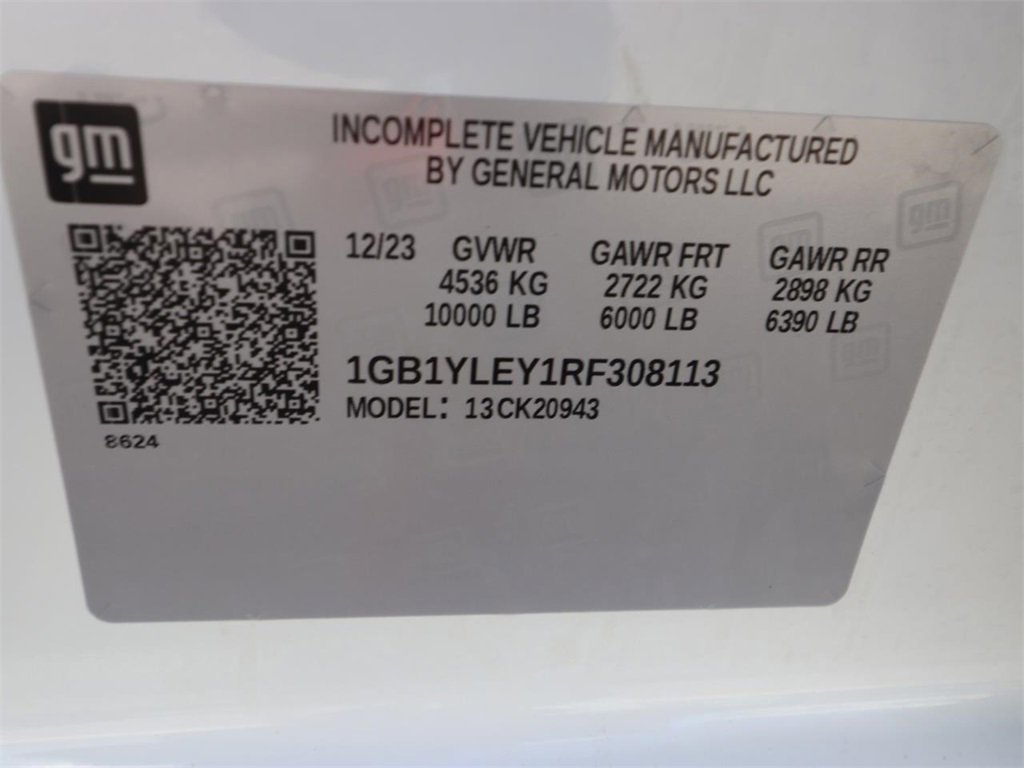 gm
INCOMPLETE VEHICLE MANUFACTURED
BY GENERAL MOTORS LLC
12/23 GVWR GAWR FRT GAWR RR
4536 KG 2722 KG 2898 KG
10000 LB 6000 LB 6390 LB
1GB1YLEY1RF308113
MODEL: 13CK20943
8624